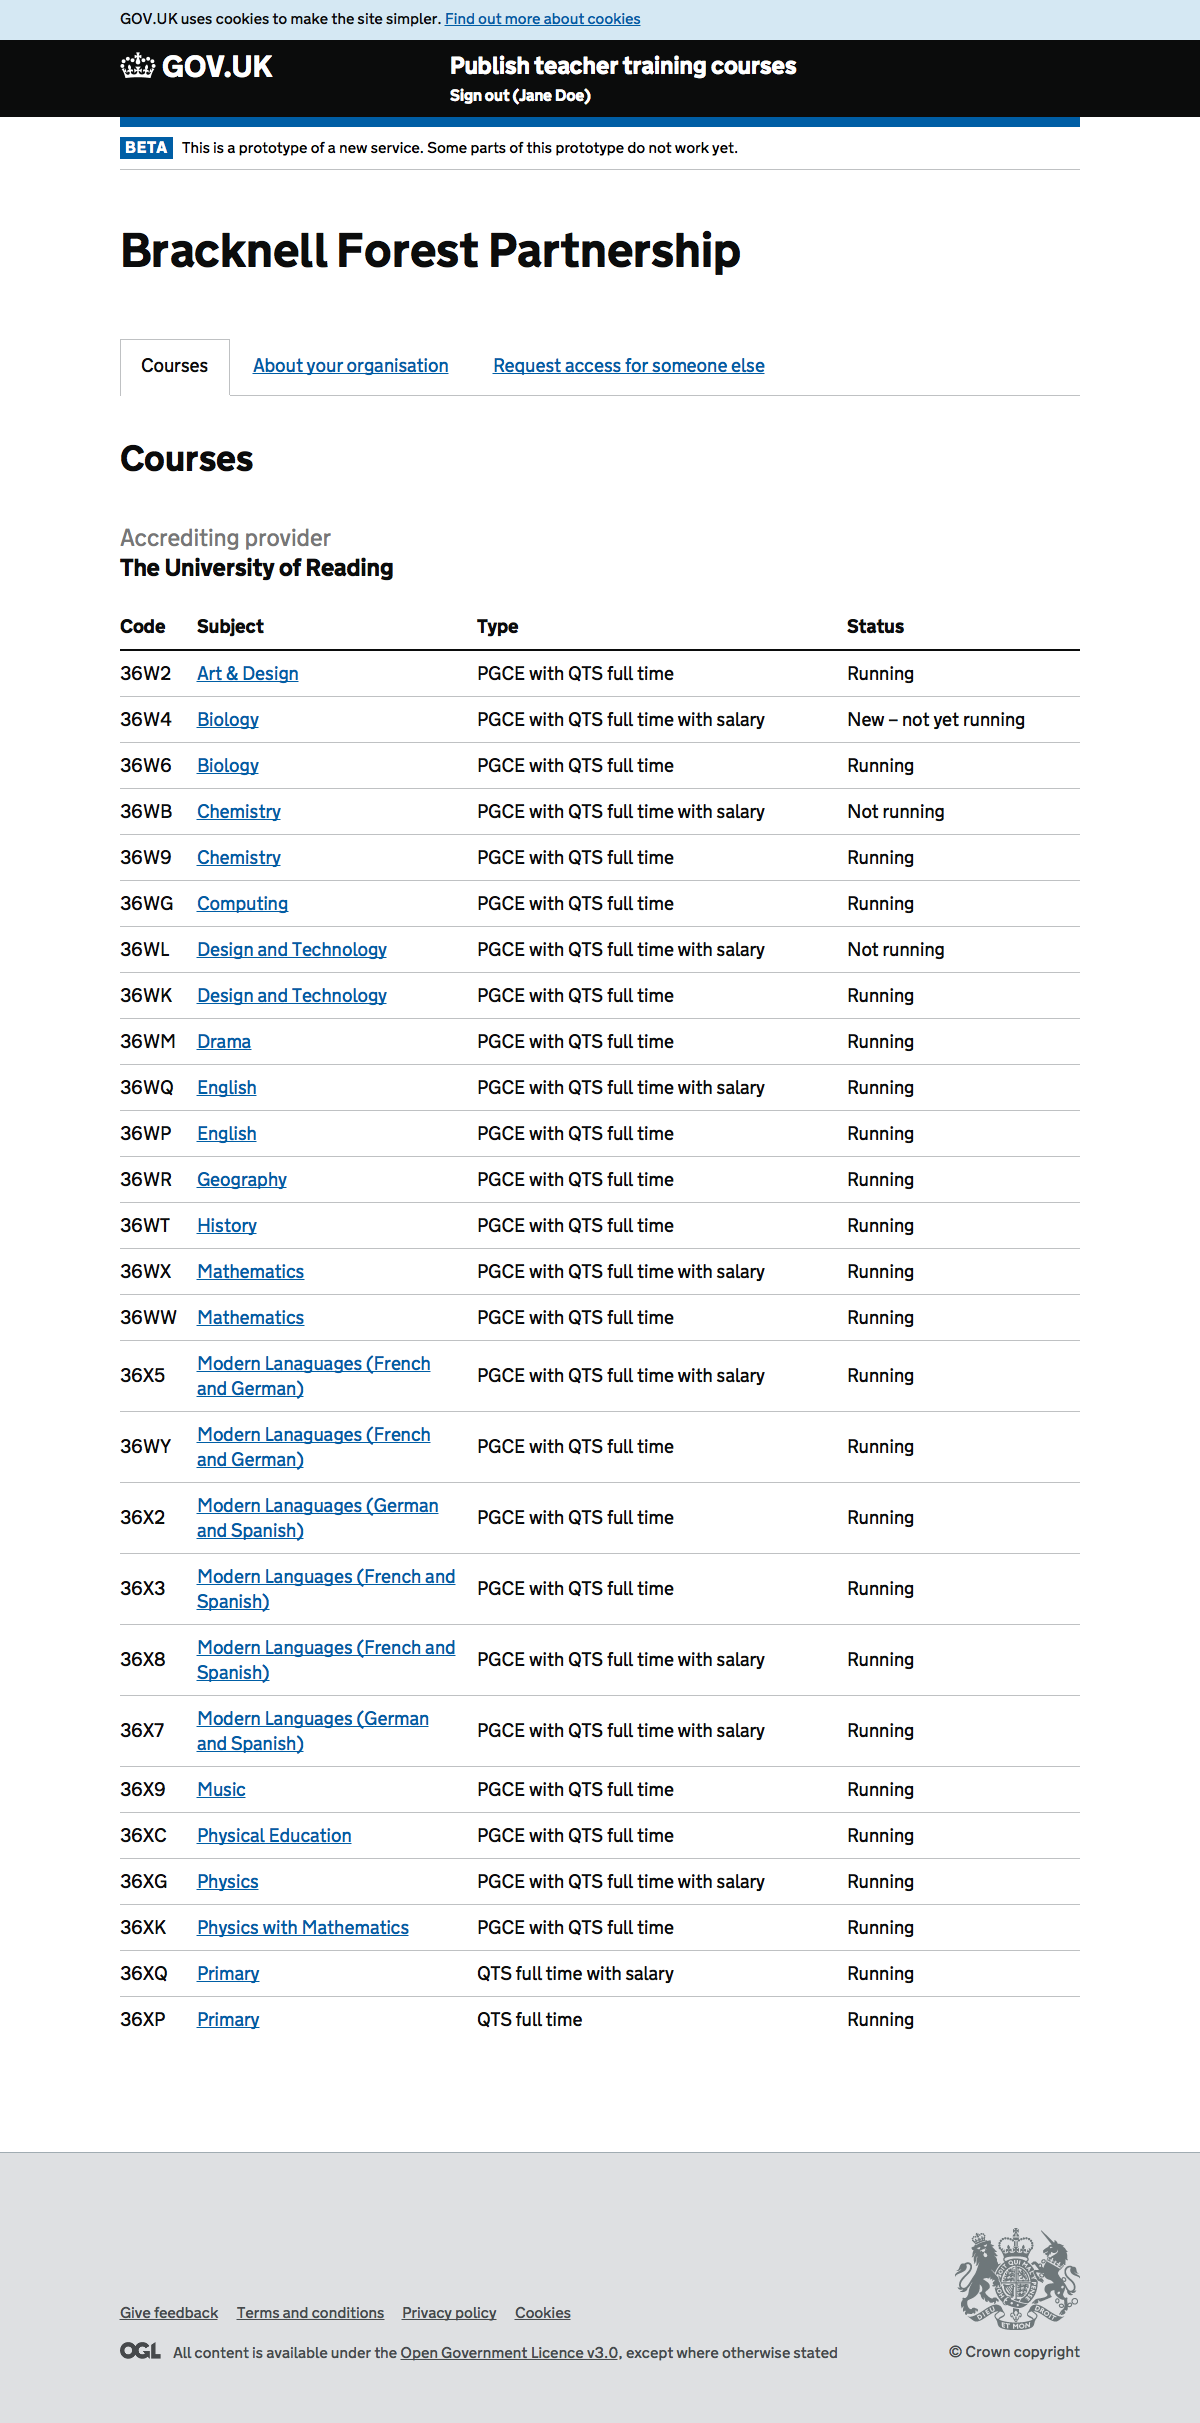 GOV.UK uses cookies to make the site simpler. Find out more about cookies
GOV.UK
Publish teacher training courses
Sign out (Jane Doe)
BETA This is a prototype of a new service. Some parts of this prototype do not work yet.
Bracknell Forest Partnership
Courses About your organisation Request access for someone else
Courses
Accrediting provider
The University of Reading
Code Subject Type Status
36W2 Art & Design PGCE with QTS full time Running
36W4 Biology PGCE with QTS full time with salary New – not yet running
36W6 Biology PGCE with QTS full time Running
36WB Chemistry PGCE with QTS full time with salary Not running
36W9 Chemistry PGCE with QTS full time Running
36WG Computing PGCE with QTS full time Running
36WL Design and Technology PGCE with QTS full time with salary Not running
36WK Design and Technology PGCE with QTS full time Running
36WM Drama PGCE with QTS full time Running
36WQ English PGCE with QTS full time with salary Running
36WP English PGCE with QTS full time Running
36WR Geography PGCE with QTS full time Running
36WT History PGCE with QTS full time Running
36WX Mathematics PGCE with QTS full time with salary Running
36WW Mathematics PGCE with QTS full time Running
36X5 Modern Lanaguages (French
and German) PGCE with QTS full time with salary Running
36WY Modern Lanaguages (French
and German) PGCE with QTS full time Running
36X2 Modern Lanaguages (German
and Spanish) PGCE with QTS full time Running
36X3 Modern Languages (French and
Spanish) PGCE with QTS full time Running
36X8 Modern Languages (French and
Spanish) PGCE with QTS full time with salary Running
36X7 Modern Languages (German
and Spanish) PGCE with QTS full time with salary Running
36X9 Music PGCE with QTS full time Running
36XC Physical Education PGCE with QTS full time Running
36XG Physics PGCE with QTS full time with salary Running
36XK Physics with Mathematics PGCE with QTS full time Running
36XQ Primary QTS full time with salary Running
36XP Primary QTS full time Running
DIEU ET MON DROIT
Give feedback Terms and conditions Privacy policy Cookies
OGL All content is available under the Open Government Licence v3.0, except where otherwise stated
© Crown copyright